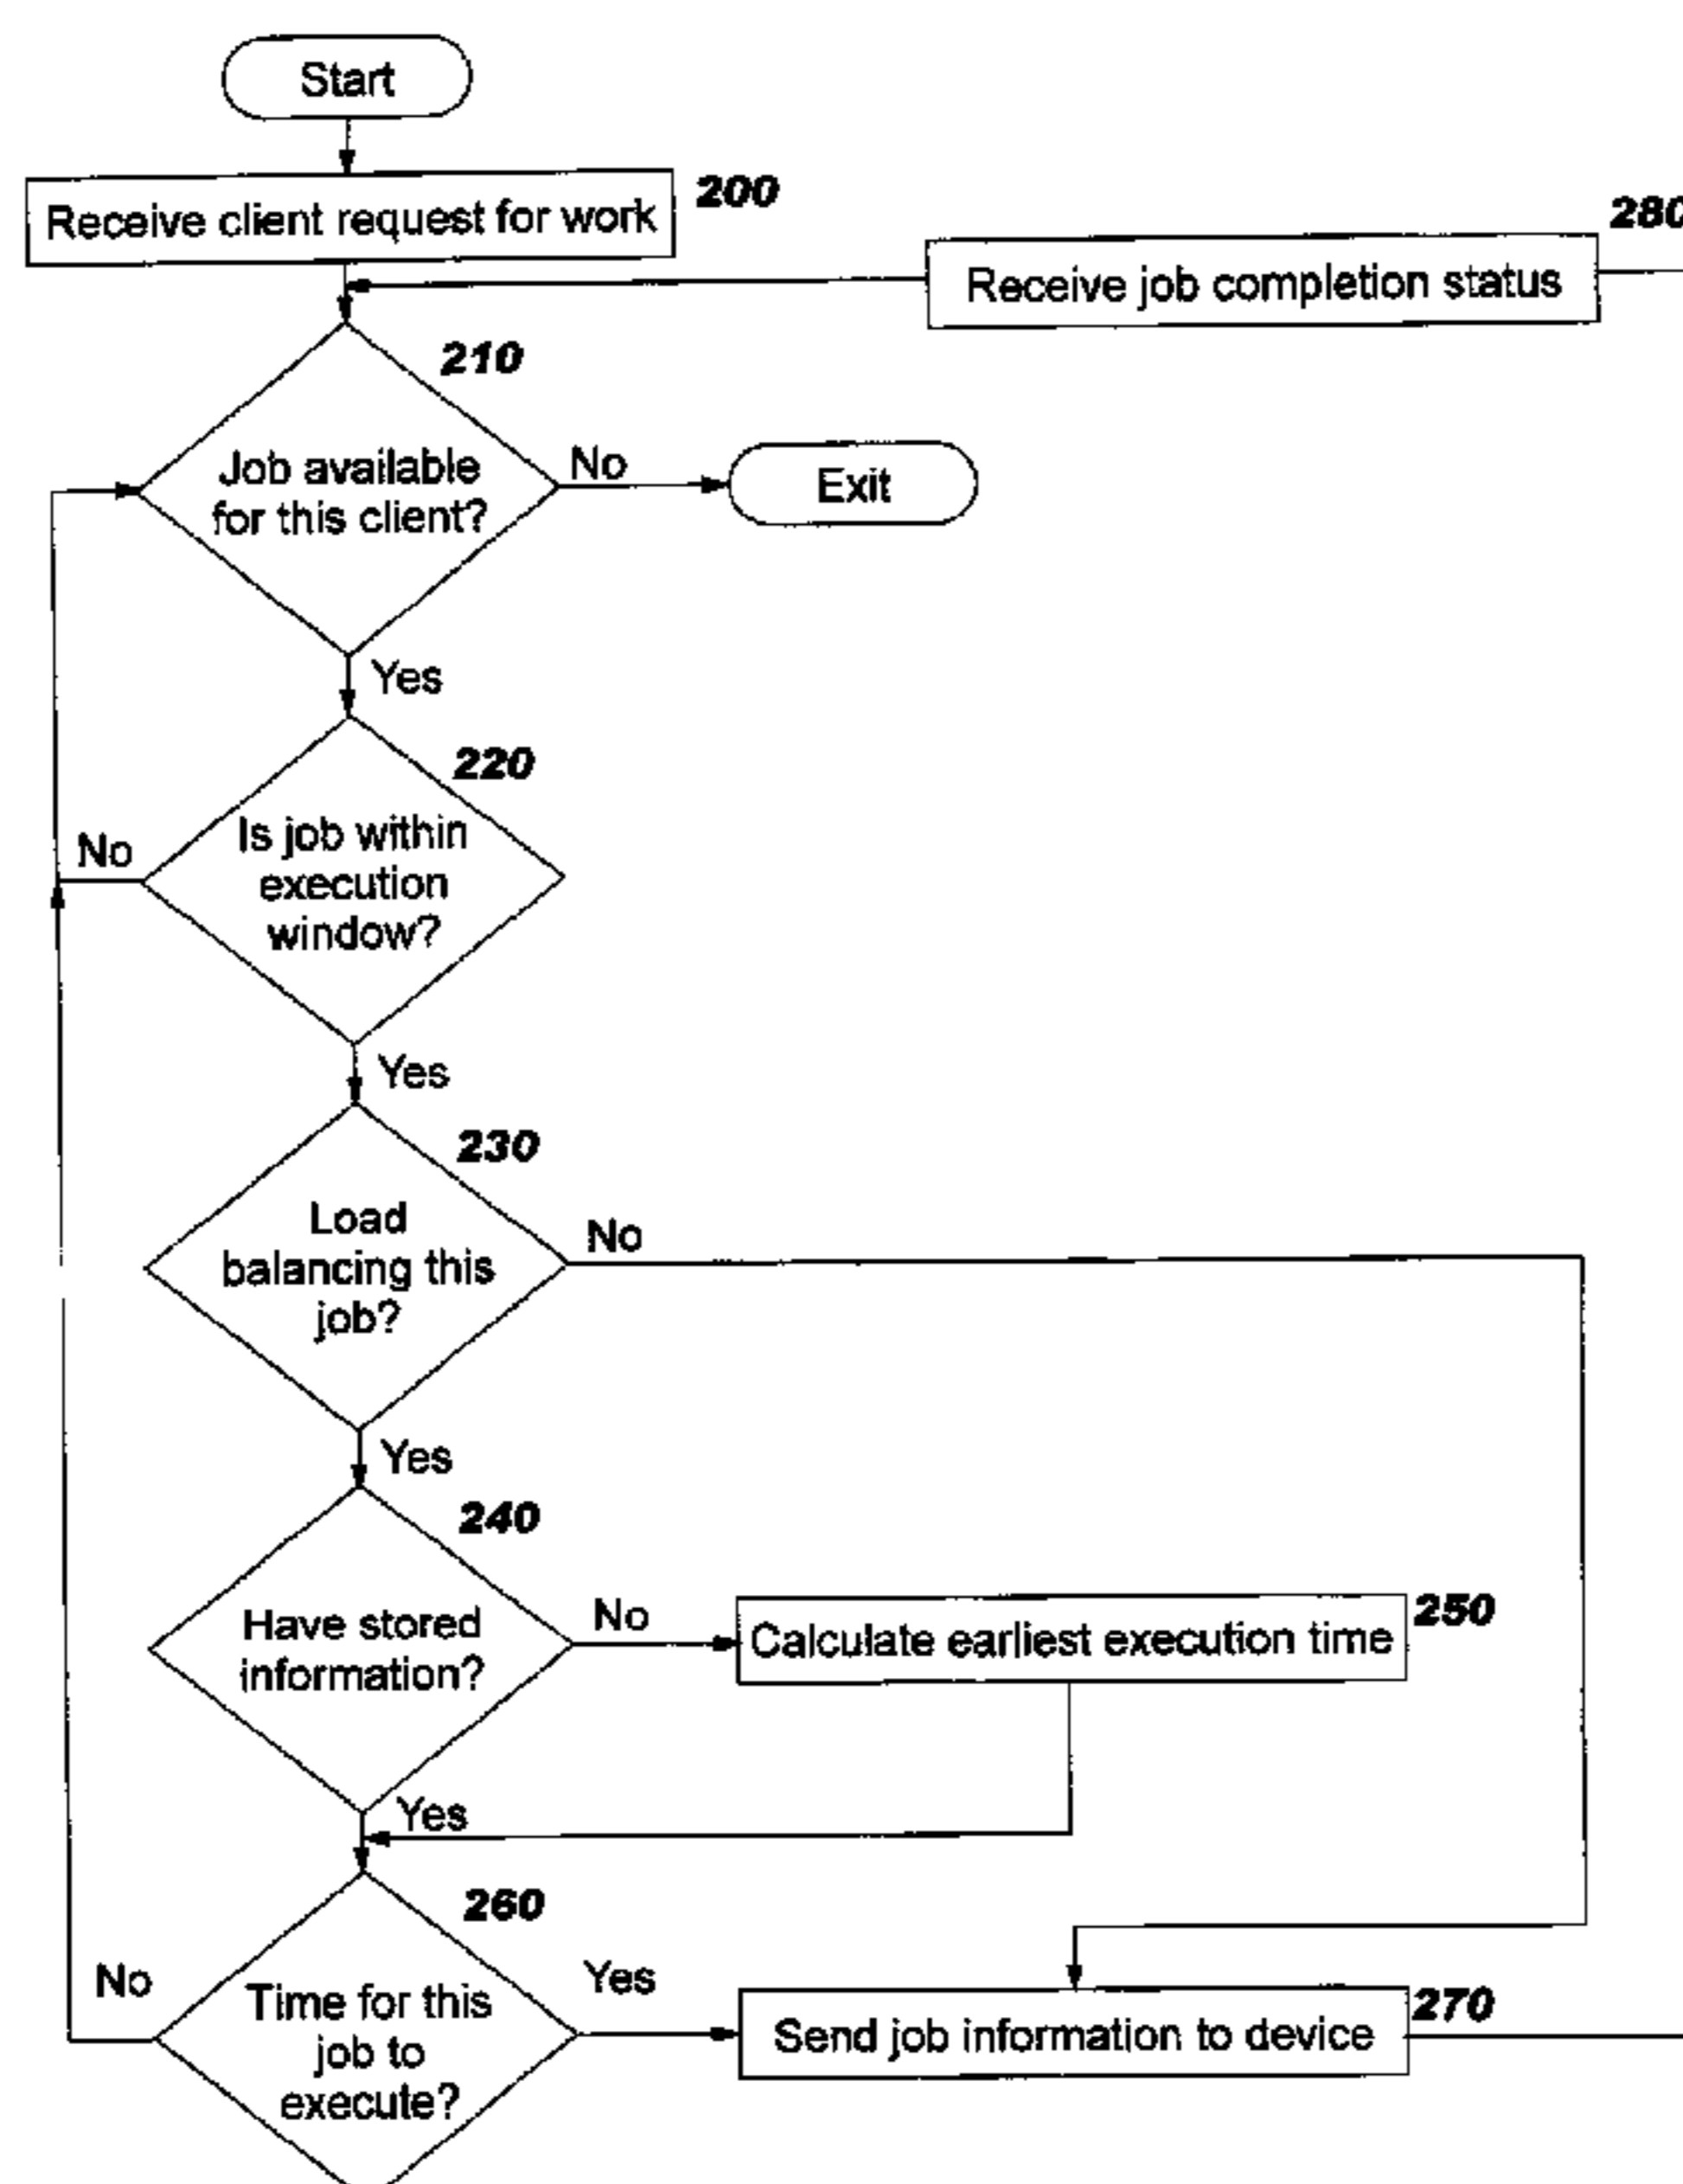 Start
Receive client request for work
200
280
Receive job completion status
210
Job available
for this client?
No
Exit
Yes
220
Is job within
execution
window?
No
Yes
230
Load
balancing this
job?
No
Yes
240
Have stored
information?
No
Calculate earliest execution time
250
Yes
260
Time for this
job to
execute?
No
Yes
Send job information to device
270